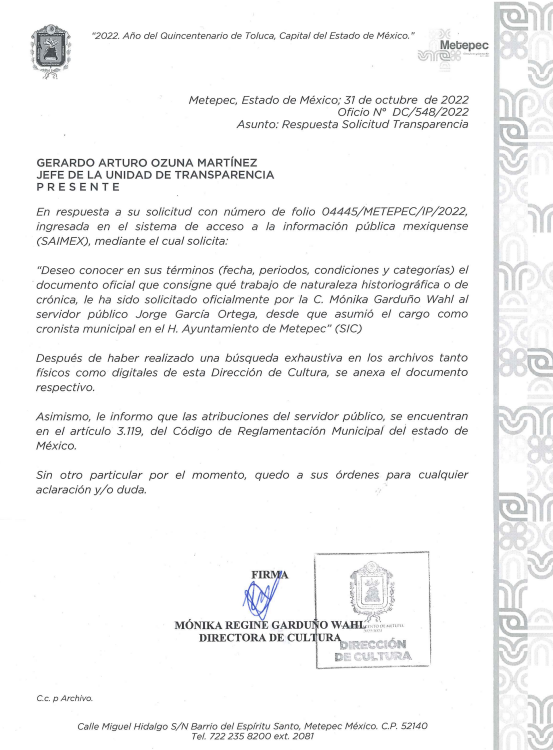 "2022. Año del Quincentenario de Toluca, Capital del Estado de México."
Metepec
Metepec, Estado de México; 31 de octubre de 2022
Oficio N° DC/548/2022
Asunto: Respuesta Solicitud Transparencia
GERARDO ARTURO OZUNA MARTÍNEZ
JEFE DE LA UNIDAD DE TRANSPARENCIA
P R E S E N T E
En respuesta a su solicitud con número de folio 04445/METEPEC/IP/2022,
ingresada en el sistema de acceso a la información pública mexiquense
(SAIMEX), mediante el cual solicita:
"Deseo conocer en sus términos (fecha, periodos, condiciones y categorías) el
documento oficial que consigne qué trabajo de naturaleza historiográfica o de
crónica, le ha sido solicitado oficialmente por la C. Mónika Garduño Wahl al
servidor público Jorge García Ortega, desde que asumió el cargo como
cronista municipal en el H. Ayuntamiento de Metepec" (SIC)
Después de haber realizado una búsqueda exhaustiva en los archivos tanto
físicos como digitales de esta Dirección de Cultura, se anexa el documento
respectivo.
Asimismo, le informo que las atribuciones del servidor público, se encuentran
en el artículo 3.119, del Código de Reglamentación Municipal del estado de
México.
Sin otro particular por el momento, quedo a sus órdenes para cualquier
aclaración y/o duda.
FIRMA
MÓNIKA REGINE GARDUÑO WAHL
DIRECTORA DE CULTURA
DIRECCIÓN
DE CULTURA
C.c. p Archivo.
Calle Miguel Hidalgo S/N Barrio del Espíritu Santo, Metepec México. C.P. 52140
Tel. 722 235 8200 ext. 2081